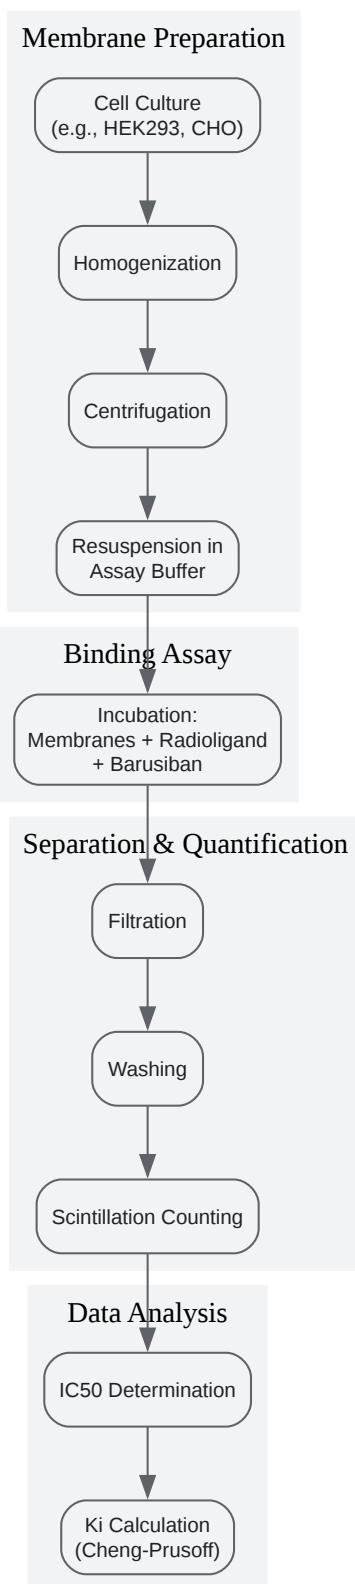 Membrane Preparation
Cell Culture
(e.g., HEK293, CHO)
Homogenization
Centrifugation
Resuspension in
Assay Buffer
Binding Assay
Incubation:
Membranes + Radioligand
+ Barusiban
Separation & Quantification
Filtration
Washing
Scintillation Counting
Data Analysis
IC50 Determination
Ki Calculation
(Cheng-Prusoff)